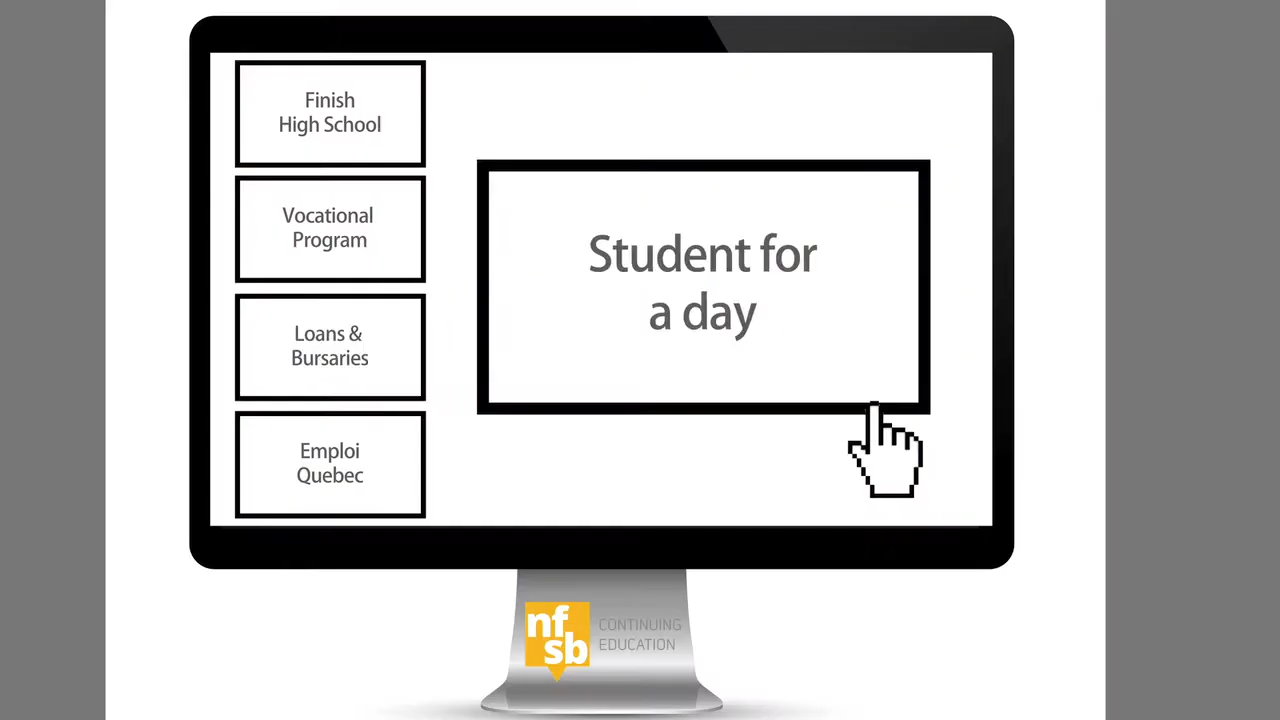 Finish
High School
Vocational
Program
Loans &
Bursaries
Emploi
Quebec
Student for
a day
nf
sb
CONTINUING
EDUCATION